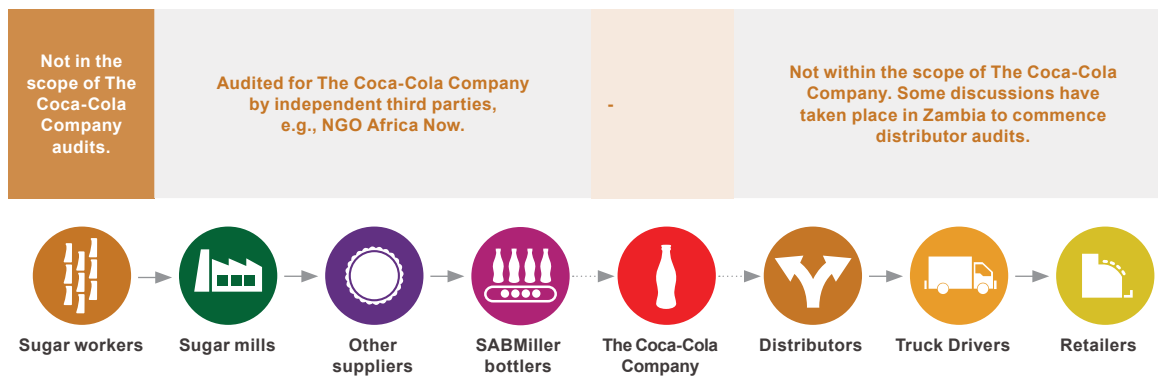 Not in the
scope of The
Coca-Cola
Company
audits.
Audited for The Coca-Cola Company
by independent third parties,
e.g., NGO Africa Now.
-
Not within the scope of The Coca-Cola
Company. Some discussions have
taken place in Zambia to commence
distributor audits.
Sugar workers
Sugar mills
Other
suppliers
SABMiller
bottlers
The Coca-Cola
Company
Distributors
Truck Drivers
Retailers